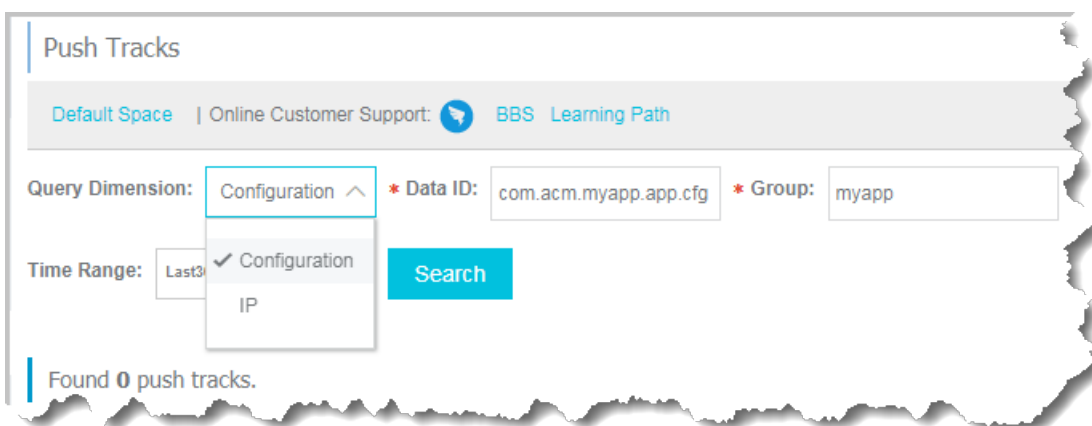 Push Tracks
Default Space | Online Customer Support: BBS Learning Path
Query Dimension: Configuration * Data ID: com.acm.myapp.app.cfg * Group: myapp
Configuration
Time Range: Last30 Search
IP
Found 0 push tracks.